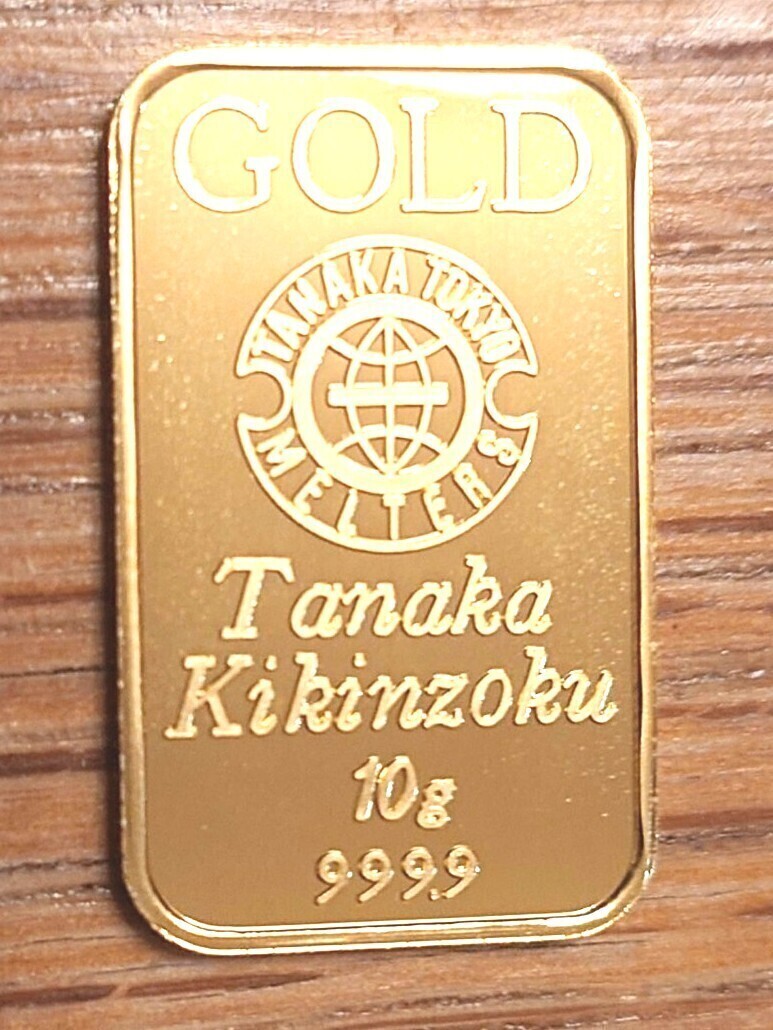 GOLD
TANAKA TOKYO
MELTERS
Tanaka
Kikinzoku
10g
999.9